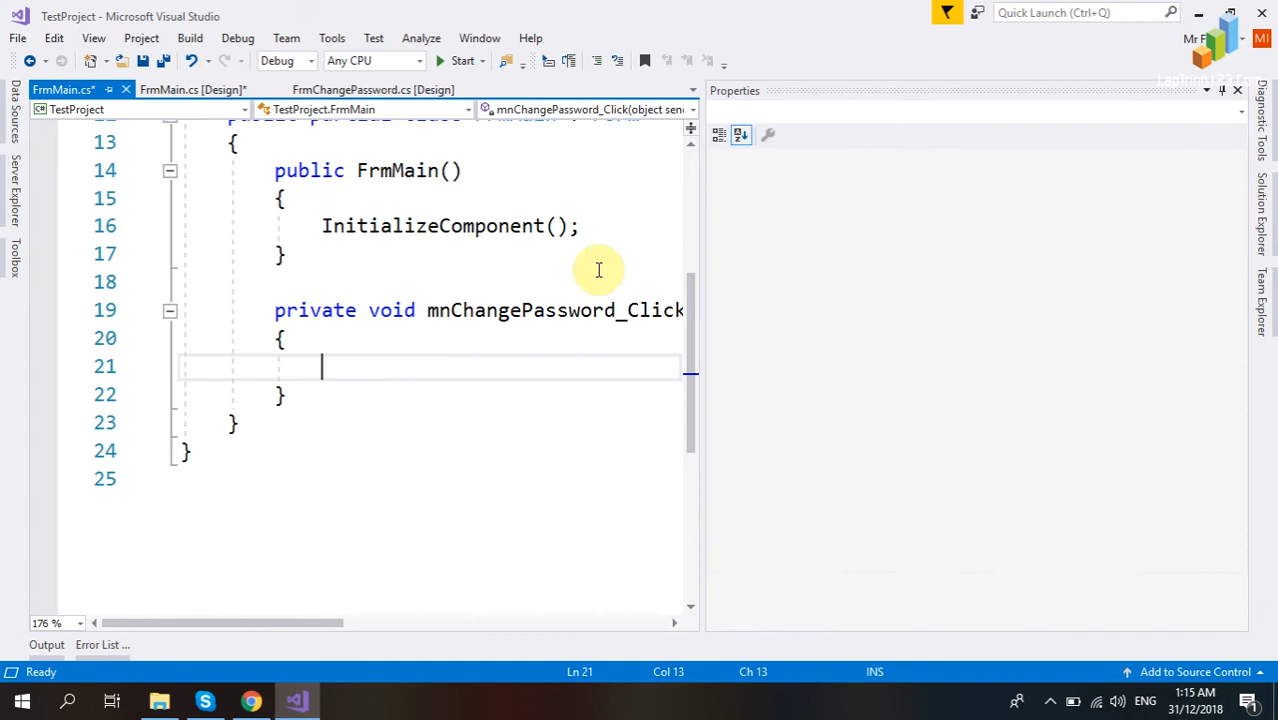 TestProject - Microsoft Visual Studio
Quick Launch (Ctrl+Q)
File Edit View Project Build Debug Team Tools Test Analyze Window Help
Mr F
MI
Debug Any CPU Start
FrmMain.cs* FrmMain.cs [Design]* FrmChangePassword.cs [Design]
Properties
TestProject TestProject.FrmMain mnChangePassword_Click(object senc
Data Sources
Server Explorer
Toolbox
Diagnostic Tools
Solution Explorer
Team Explorer
13 {
14 public FrmMain()
15 {
16 InitializeComponent();
17 }
18
19 private void mnChangePassword_Click
20 {
21
22 }
23 }
24 }
25
176 %
Output Error List ...
Ready Ln 21 Col 13 Ch 13 INS Add to Source Control
ENG
1:15 AM
31/12/2018
1